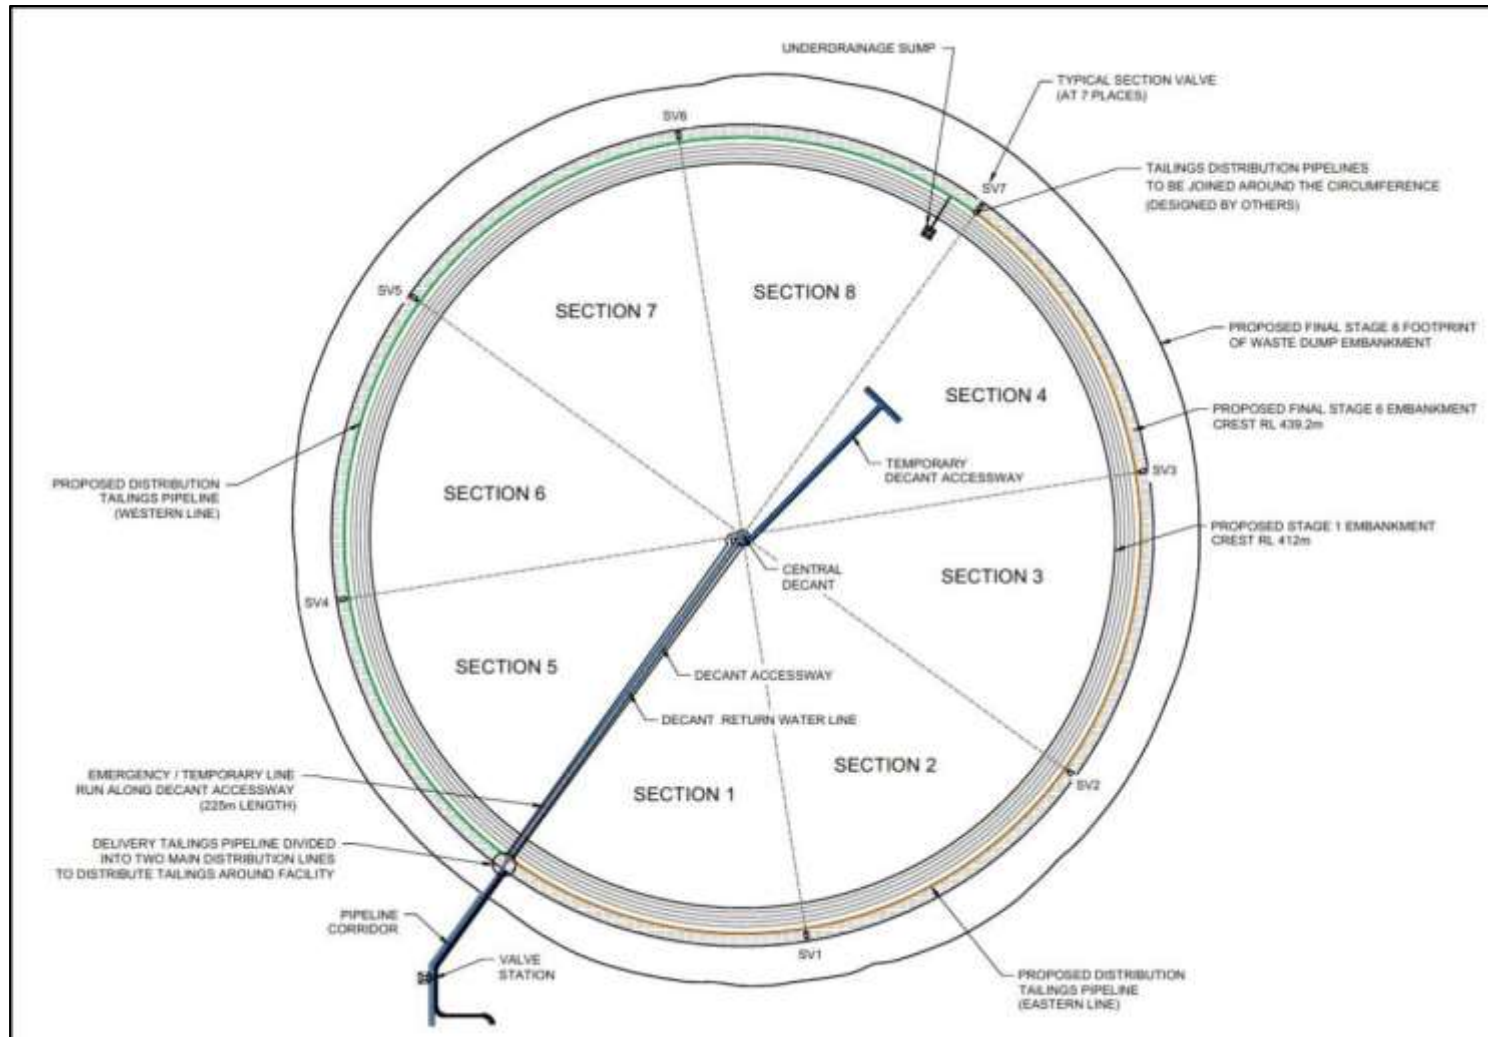 UNDERDRAINAGE SUMP
TYPICAL SECTION VALVE
(AT 7 PLACES)
SV6
SV7
TAILINGS DISTRIBUTION PIPELINES
TO BE JOINED AROUND THE CIRCUMFERENCE
(DESIGNED BY OTHERS)
SV5
SECTION 7
SECTION 8
PROPOSED FINAL STAGE 6 FOOTPRINT
OF WASTE DUMP EMBANKMENT
SECTION 4
PROPOSED FINAL STAGE 6 EMBANKMENT
CREST RL 439.2m
TEMPORARY
DECANT ACCESSWAY
SV3
PROPOSED DISTRIBUTION
TAILINGS PIPELINE
(WESTERN LINE)
SECTION 6
PROPOSED STAGE 1 EMBANKMENT
CREST RL 412m
CENTRAL
DECANT
SECTION 3
SV4
SECTION 5
DECANT ACCESSWAY
DECANT RETURN WATER LINE
SECTION 2
SV2
EMERGENCY / TEMPORARY LINE
RUN ALONG DECANT ACCESSWAY
(225m LENGTH)
SECTION 1
DELIVERY TAILINGS PIPELINE DIVIDED
INTO TWO MAIN DISTRIBUTION LINES
TO DISTRIBUTE TAILINGS AROUND FACILITY
PIPELINE
CORRIDOR
VALVE
STATION
SV1
PROPOSED DISTRIBUTION
TAILINGS PIPELINE
(EASTERN LINE)